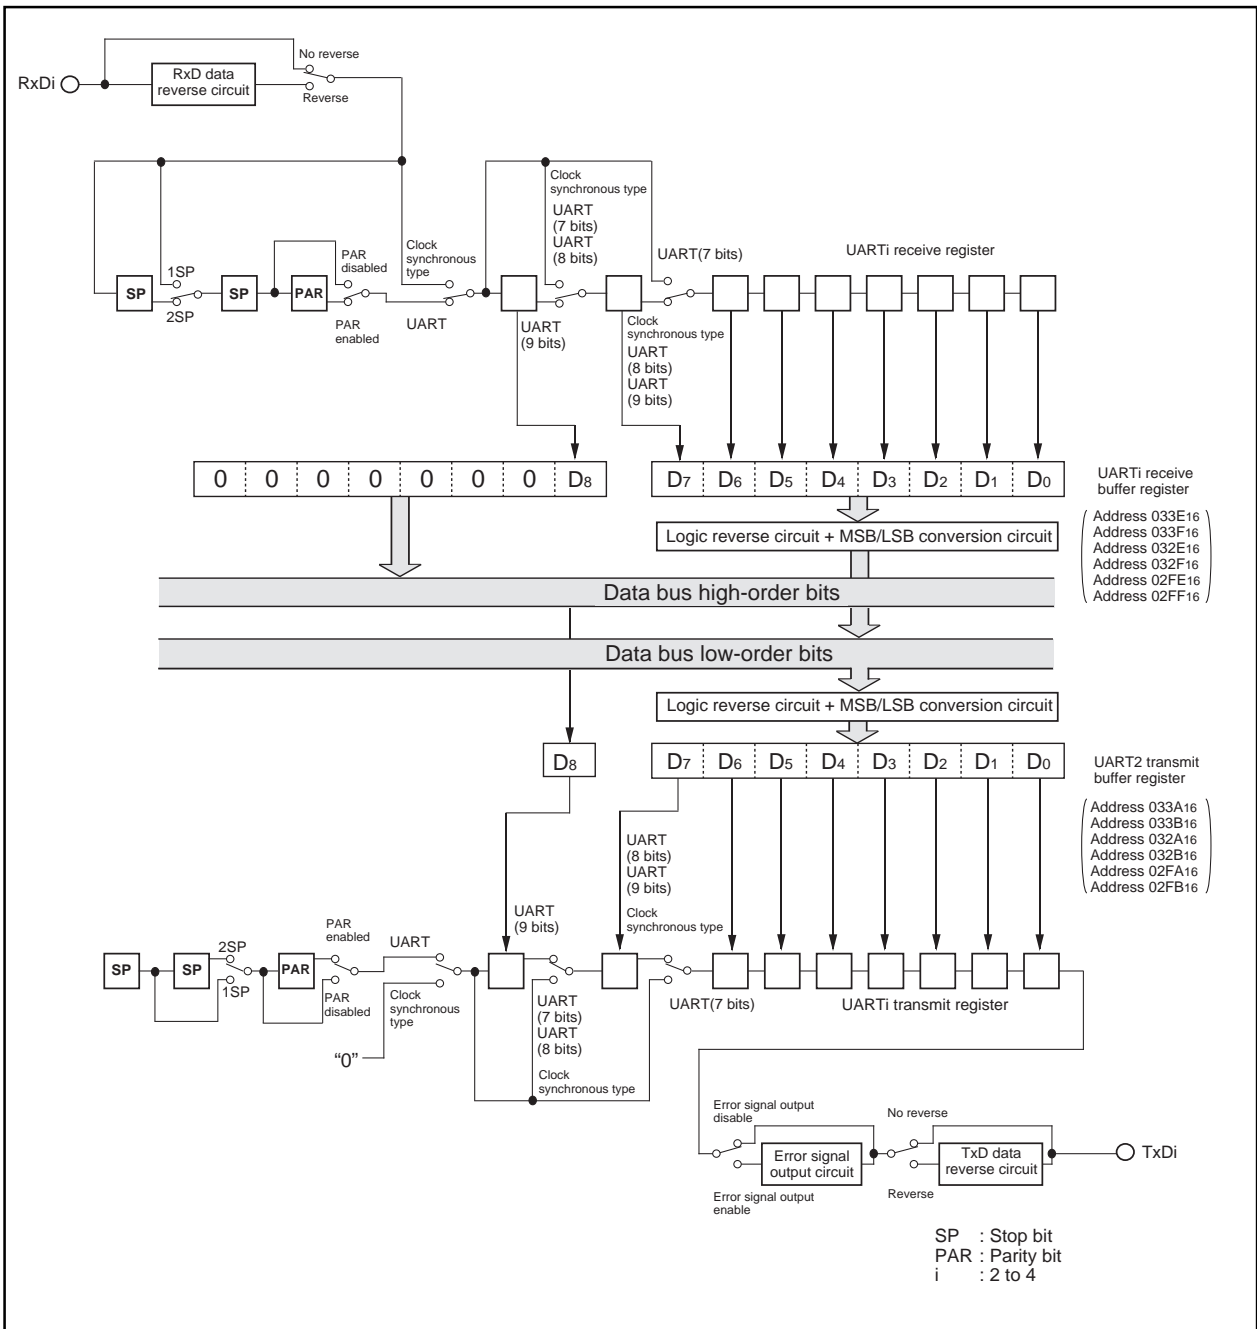 No reverse
RxDi
RxD data
reverse circuit
Reverse
Clock
synchronous type
UART
(7 bits)
UART
(8 bits)
1SP
PAR
disabled
Clock
synchronous
type
UART(7 bits)
UARTi receive register
SP
SP
PAR
2SP
PAR
enabled
UART
UART
(9 bits)
Clock
synchronous type
UART
(8 bits)
UART
(9 bits)
0 0 0 0 0 0 0 D8
D7 D6 D5 D4 D3 D2 D1 D0
UARTi receive
buffer register
Logic reverse circuit + MSB/LSB conversion circuit
Address 033E16
Address 033F16
Address 032E16
Address 032F16
Address 02FE16
Address 02FF16
Data bus high-order bits
Data bus low-order bits
Logic reverse circuit + MSB/LSB conversion circuit
D8
D7 D6 D5 D4 D3 D2 D1 D0
UART2 transmit
buffer register
Address 033A16
Address 033B16
Address 032A16
Address 032B16
Address 02FA16
Address 02FB16
UART
(8 bits)
UART
(9 bits)
Clock synchronous type
UART
(9 bits)
PAR
enabled
UART
2SP
SP
SP
PAR
1SP
PAR
disabled
Clock
synchronous
type
UART
(7 bits)
UART
(8 bits)
UART(7 bits)
UARTi transmit register
“0”
Clock
synchronous type
Error signal output
disable
No reverse
Error signal
output circuit
TxD data
reverse circuit
TxDi
Error signal output
enable
Reverse
SP : Stop bit
PAR : Parity bit
i : 2 to 4